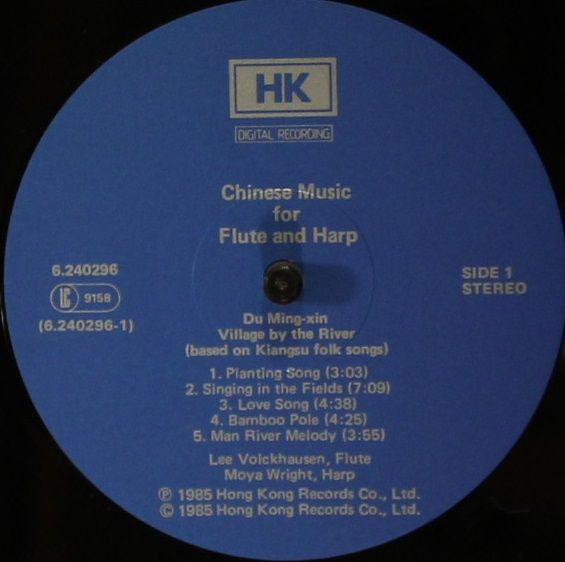 HK
DIGITAL RECORDING
Chinese Music
for
Flute and Harp
6.240296
LC 9158
(6.240296-1)
SIDE 1
STEREO
Du Ming-xin
Village by the River
(based on Kiangsu folk songs)
1. Planting Song (3:03)
2. Singing in the Fields (7:09)
3. Love Song (4:38)
4. Bamboo Pole (4:25)
5. Man River Melody (3:55)
Lee Volckhausen, Flute
Moya Wright, Harp
℗ 1985 Hong Kong Records Co., Ltd.
© 1985 Hong Kong Records Co., Ltd.